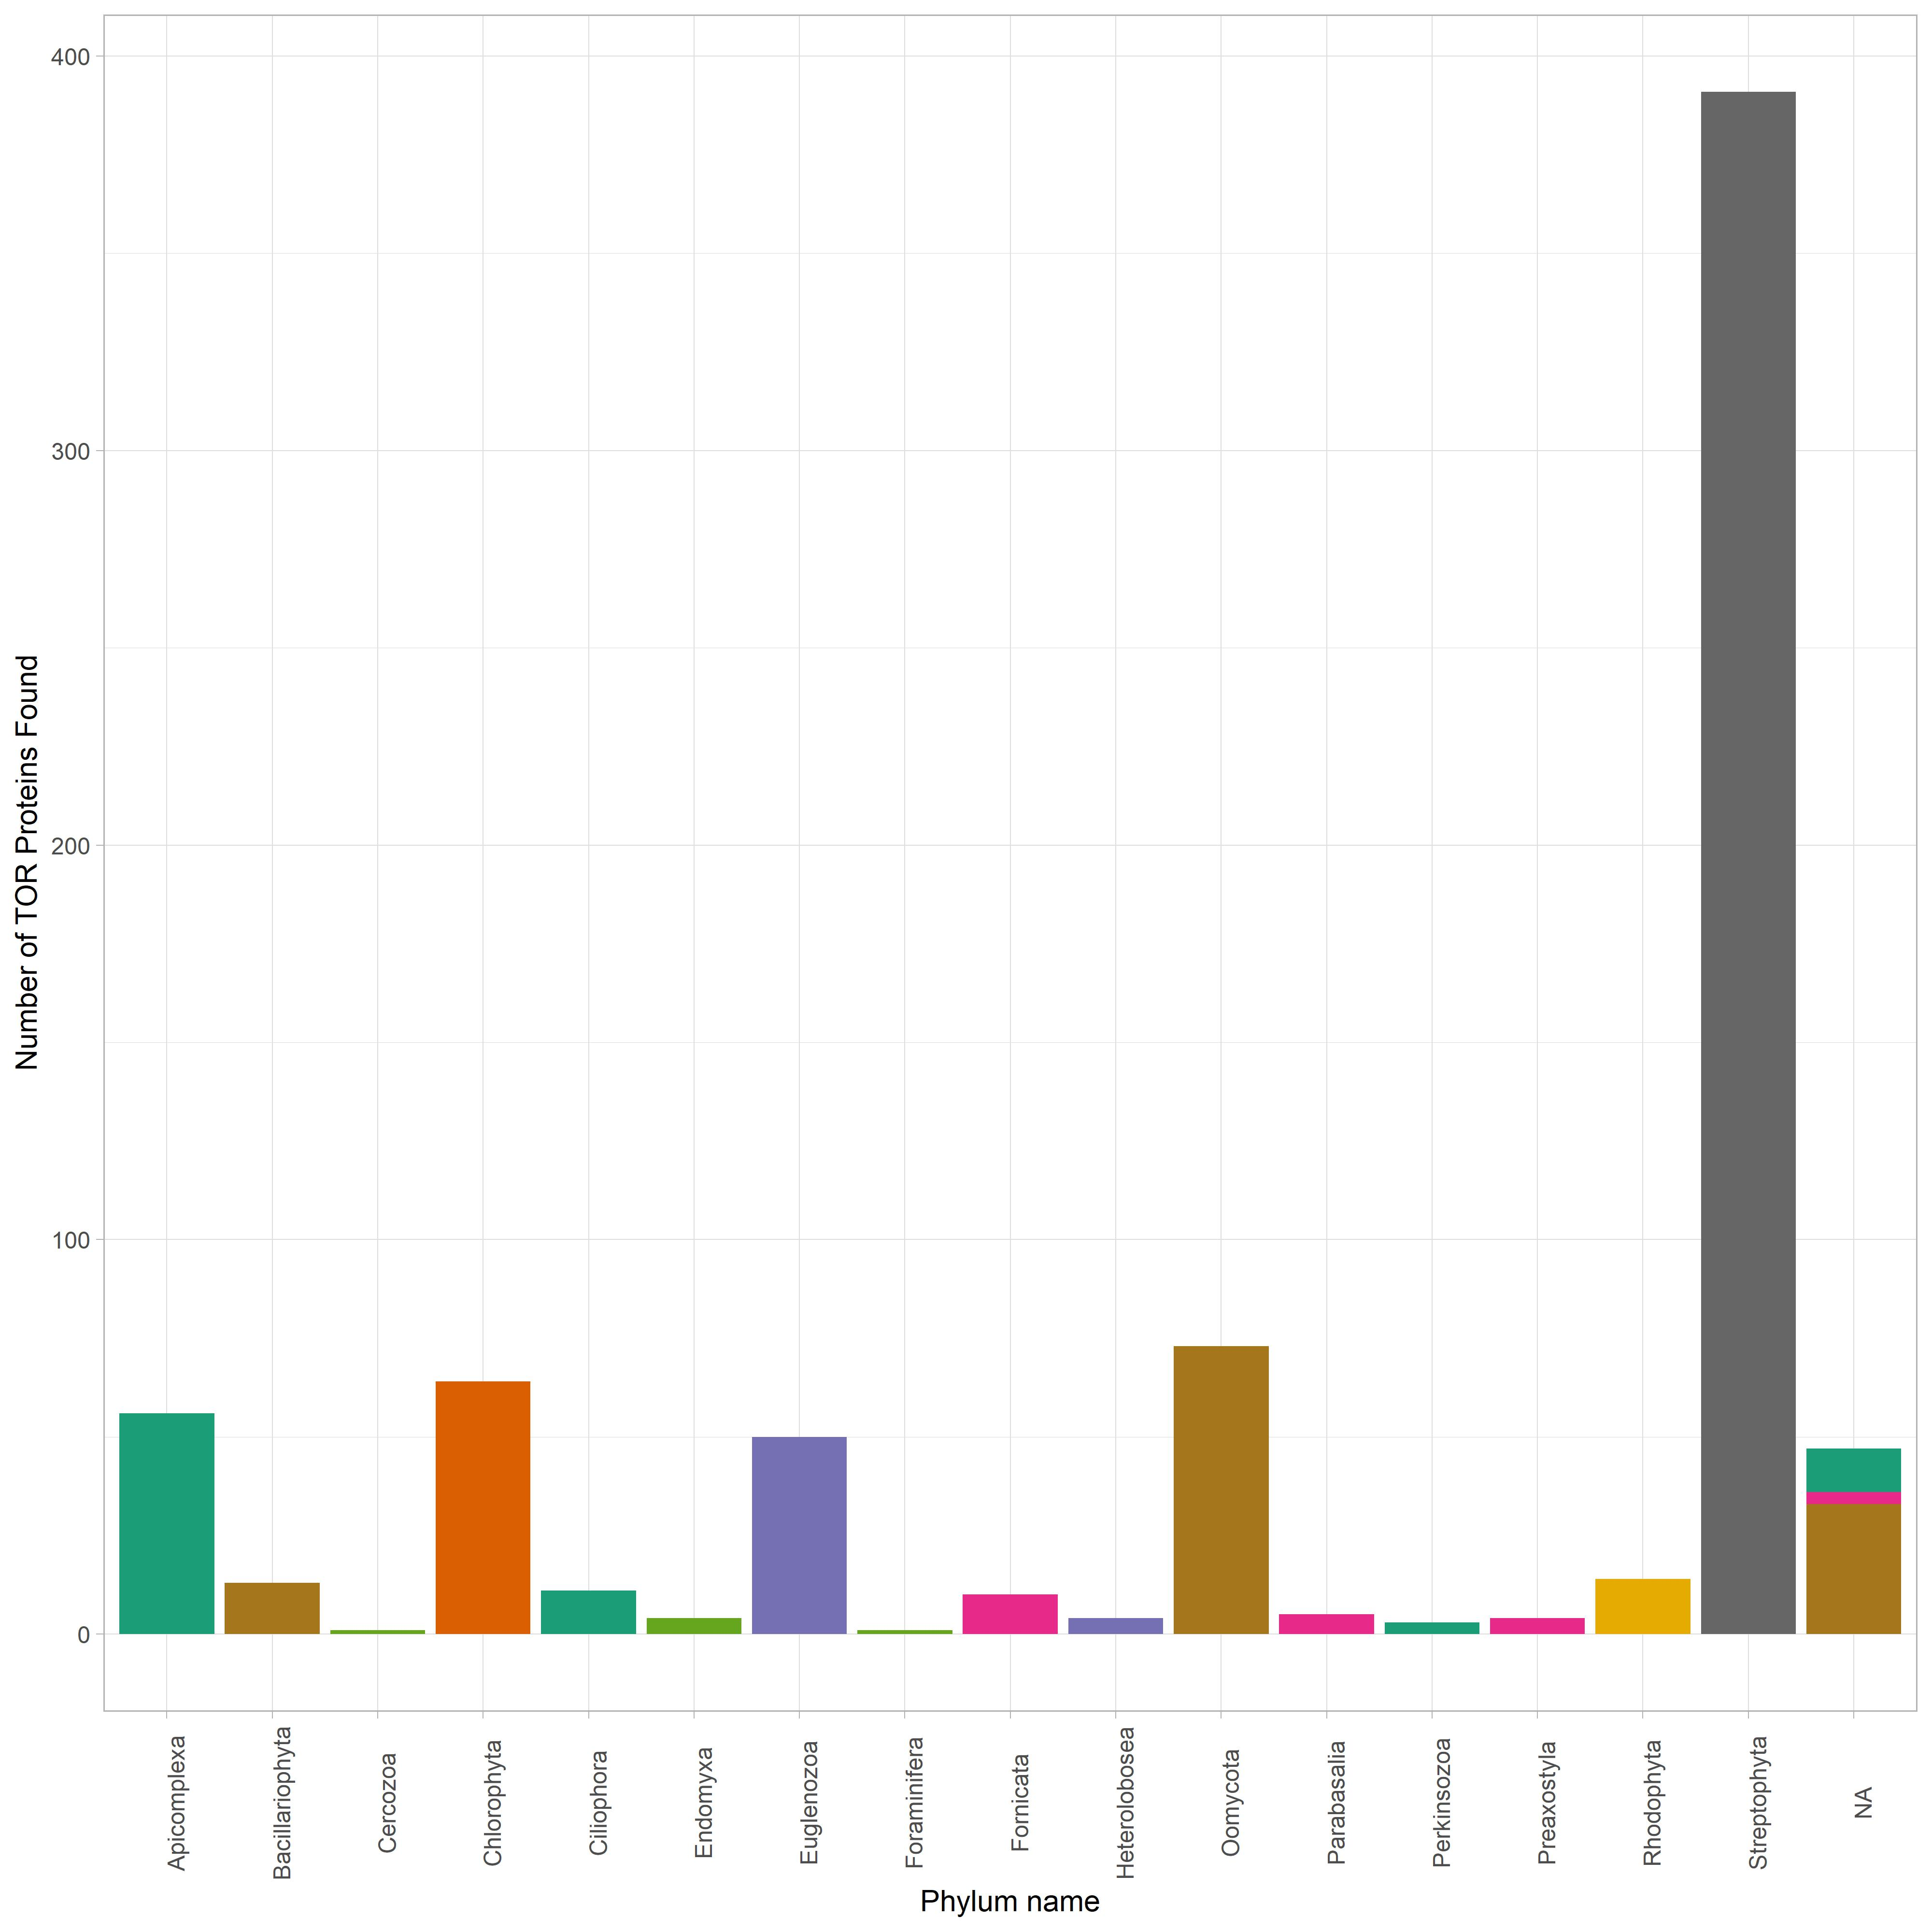 Number of TOR Proteins Found
400
300
200
100
0
Apicomplexa
Bacillariophyta
Cercozoa
Chlorophyta
Ciliophora
Endomyxa
Euglenozoa
Foraminifera
Fornicata
Heterolobosea
Oomycota
Parabasalia
Perkinsozoa
Preaxostyla
Rhodophyta
Streptophyta
NA
Phylum name